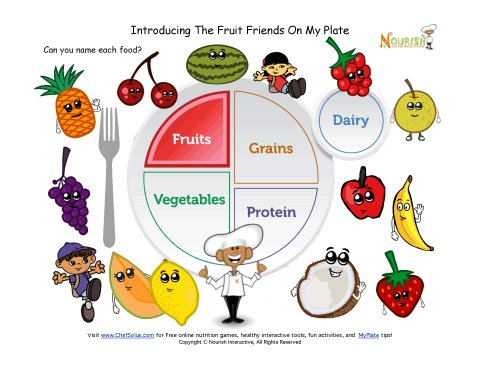 Introducing The Fruit Friends On My Plate
NOURISH
INTERACTIVE
Can you name each food?
Fruits
Grains
Dairy
Vegetables
Protein
Visit www.ChefSolus.com for Free online nutrition games, healthy interactive tools, fun activities, and MyPlate tips!
Copyright © Nourish Interactive, All Rights Reserved